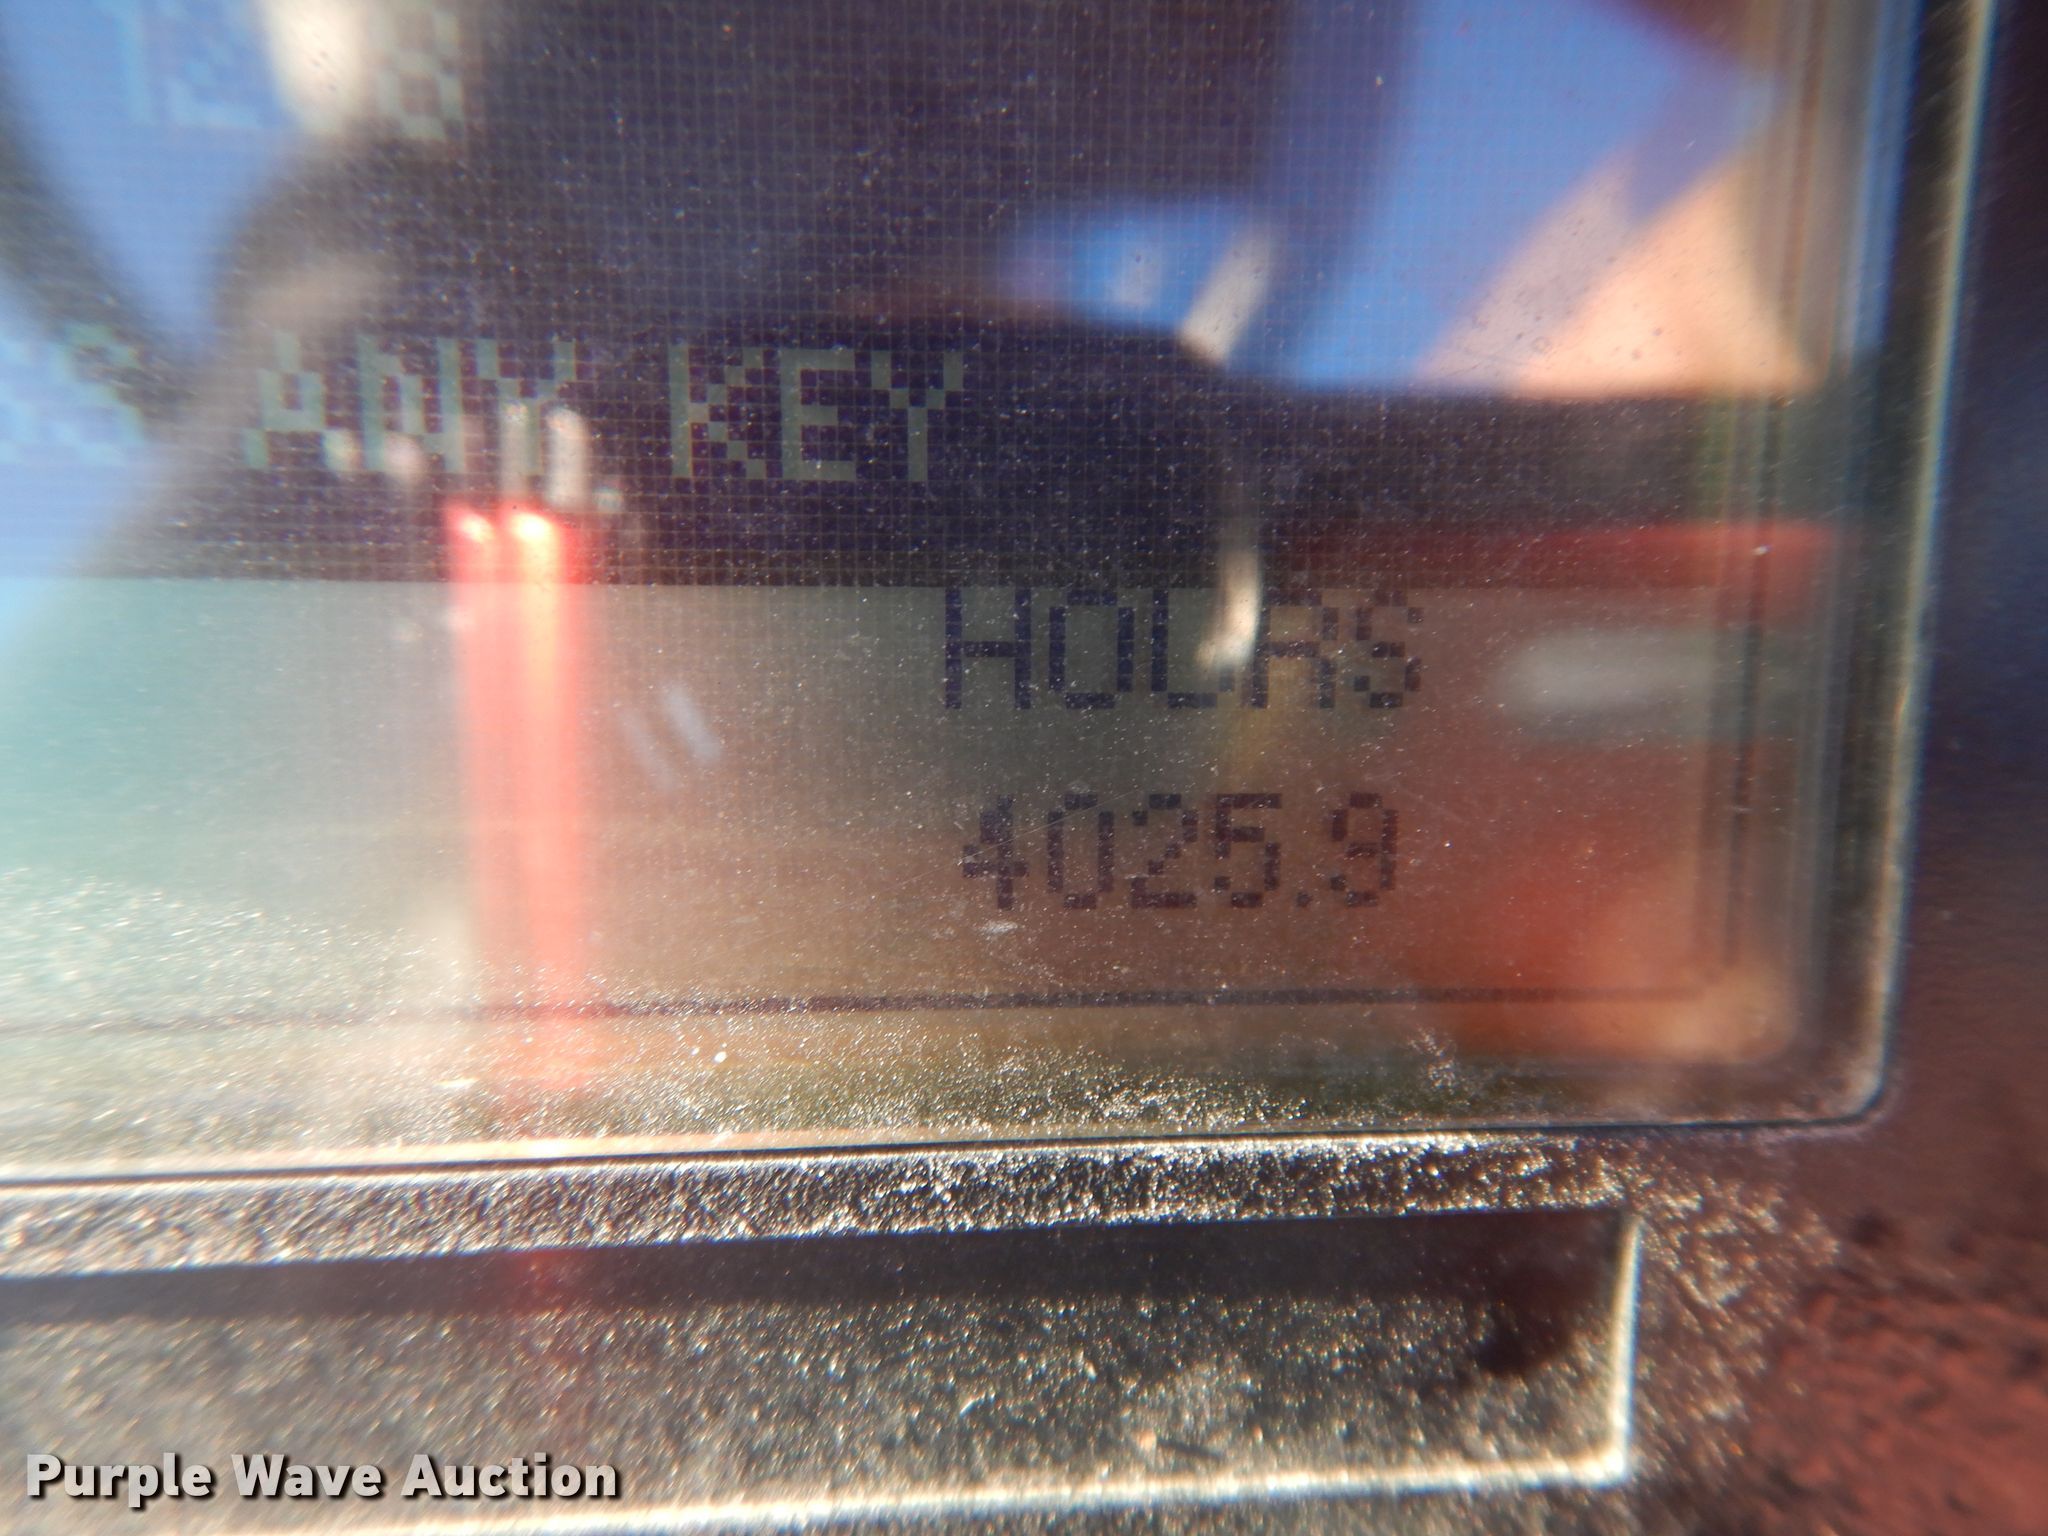 ANY KEY
HOURS
4025.9
Purple Wave Auction